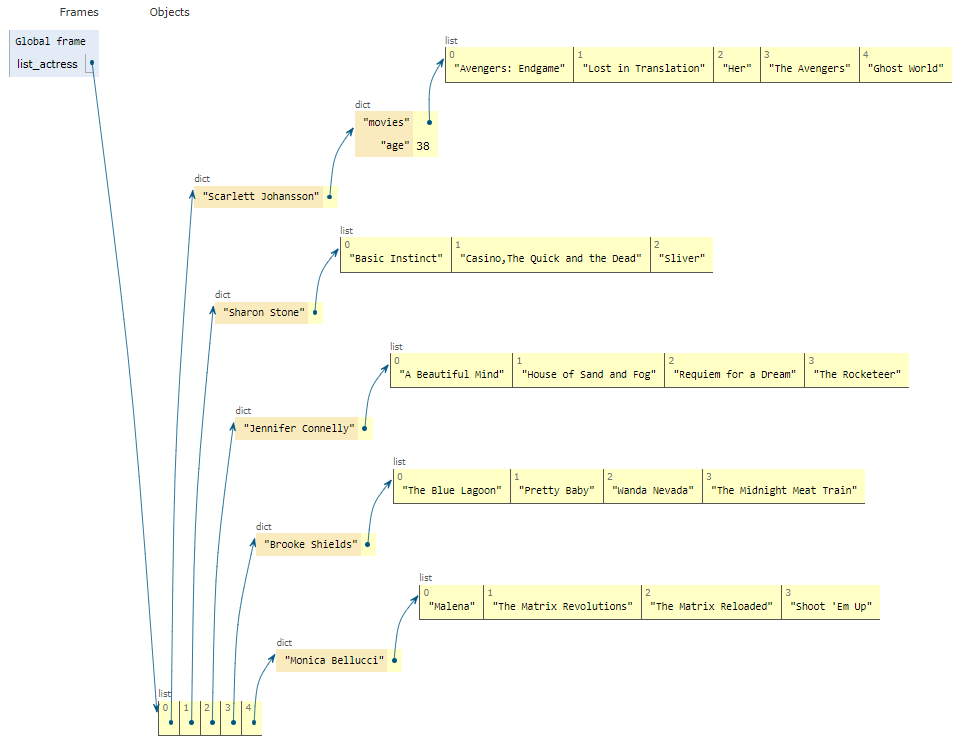 Frames Objects
Global frame
list_actress
list
0 1 2 3 4
"Avengers: Endgame" "Lost in Translation" "Her" "The Avengers" "Ghost World"
dict
"movies"
"age" 38
dict
"Scarlett Johansson"
list
0 1 2
"Basic Instinct" "Casino,The Quick and the Dead" "Sliver"
dict
"Sharon Stone"
list
0 1 2 3
"A Beautiful Mind" "House of Sand and Fog" "Requiem for a Dream" "The Rocketeer"
dict
"Jennifer Connelly"
list
0 1 2 3
"The Blue Lagoon" "Pretty Baby" "Wanda Nevada" "The Midnight Meat Train"
dict
"Brooke Shields"
list
0 1 2 3
"Malena" "The Matrix Revolutions" "The Matrix Reloaded" "Shoot 'Em Up"
dict
"Monica Bellucci"
list
0 1 2 3 4